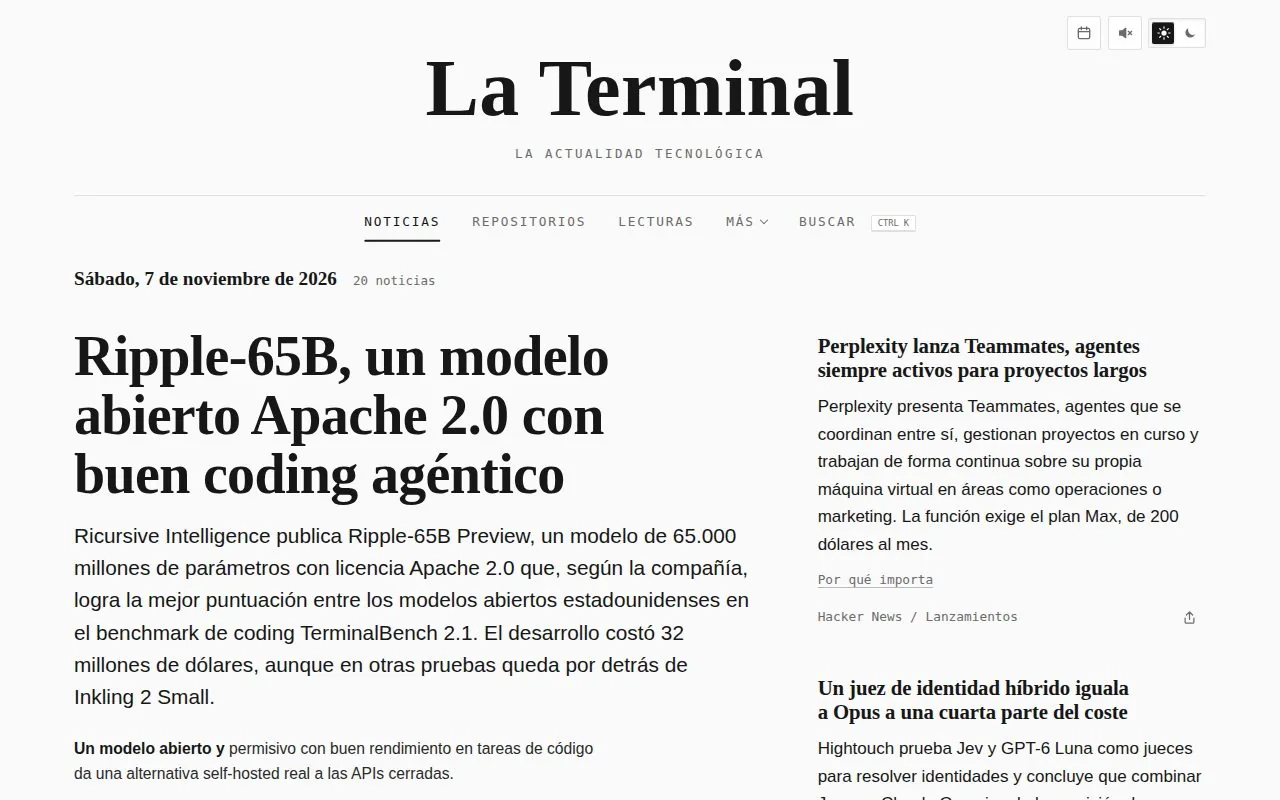 La Terminal
LA ACTUALIDAD TECNOLÓGICA
NOTICIAS REPOSITORIOS LECTURAS MÁS BUSCAR CTRL K
Sábado, 7 de noviembre de 2026 20 noticias
Ripple-65B, un modelo
abierto Apache 2.0 con
buen coding agéntico
Ricursive Intelligence publica Ripple-65B Preview, un modelo de 65.000
millones de parámetros con licencia Apache 2.0 que, según la compañía,
logra la mejor puntuación entre los modelos abiertos estadounidenses en
el benchmark de coding TerminalBench 2.1. El desarrollo costó 32
millones de dólares, aunque en otras pruebas queda por detrás de
Inkling 2 Small.
Un modelo abierto y permisivo con buen rendimiento en tareas de código
da una alternativa self-hosted real a las APIs cerradas.
Perplexity lanza Teammates, agentes
siempre activos para proyectos largos
Perplexity presenta Teammates, agentes que se
coordinan entre sí, gestionan proyectos en curso y
trabajan de forma continua sobre su propia
máquina virtual en áreas como operaciones o
marketing. La función exige el plan Max, de 200
dólares al mes.
Por qué importa
Hacker News / Lanzamientos
Un juez de identidad híbrido iguala
a Opus a una cuarta parte del coste
Hightouch prueba Jev y GPT-6 Luna como jueces
para resolver identidades y concluye que combinar